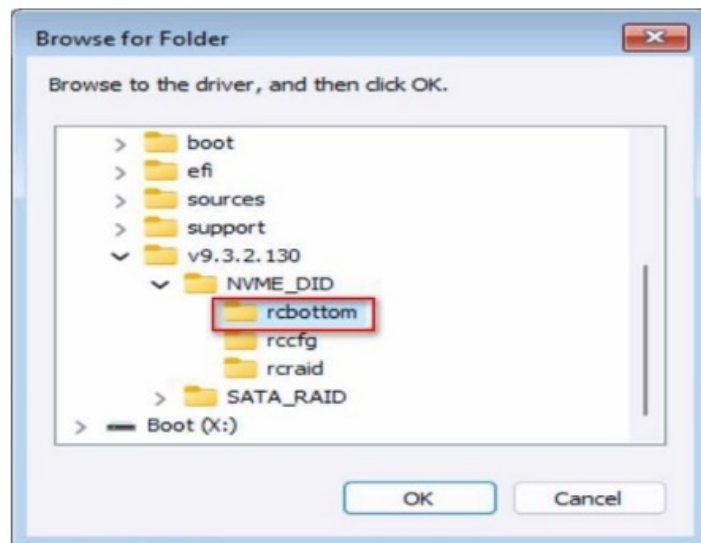 Browse for Folder
Browse to the driver, and then click OK.
boot
efi
sources
support
v9.3.2.130
NVME_DID
rcbottom
rccfg
rcraid
SATA_RAID
Boot (X:)
OK
Cancel